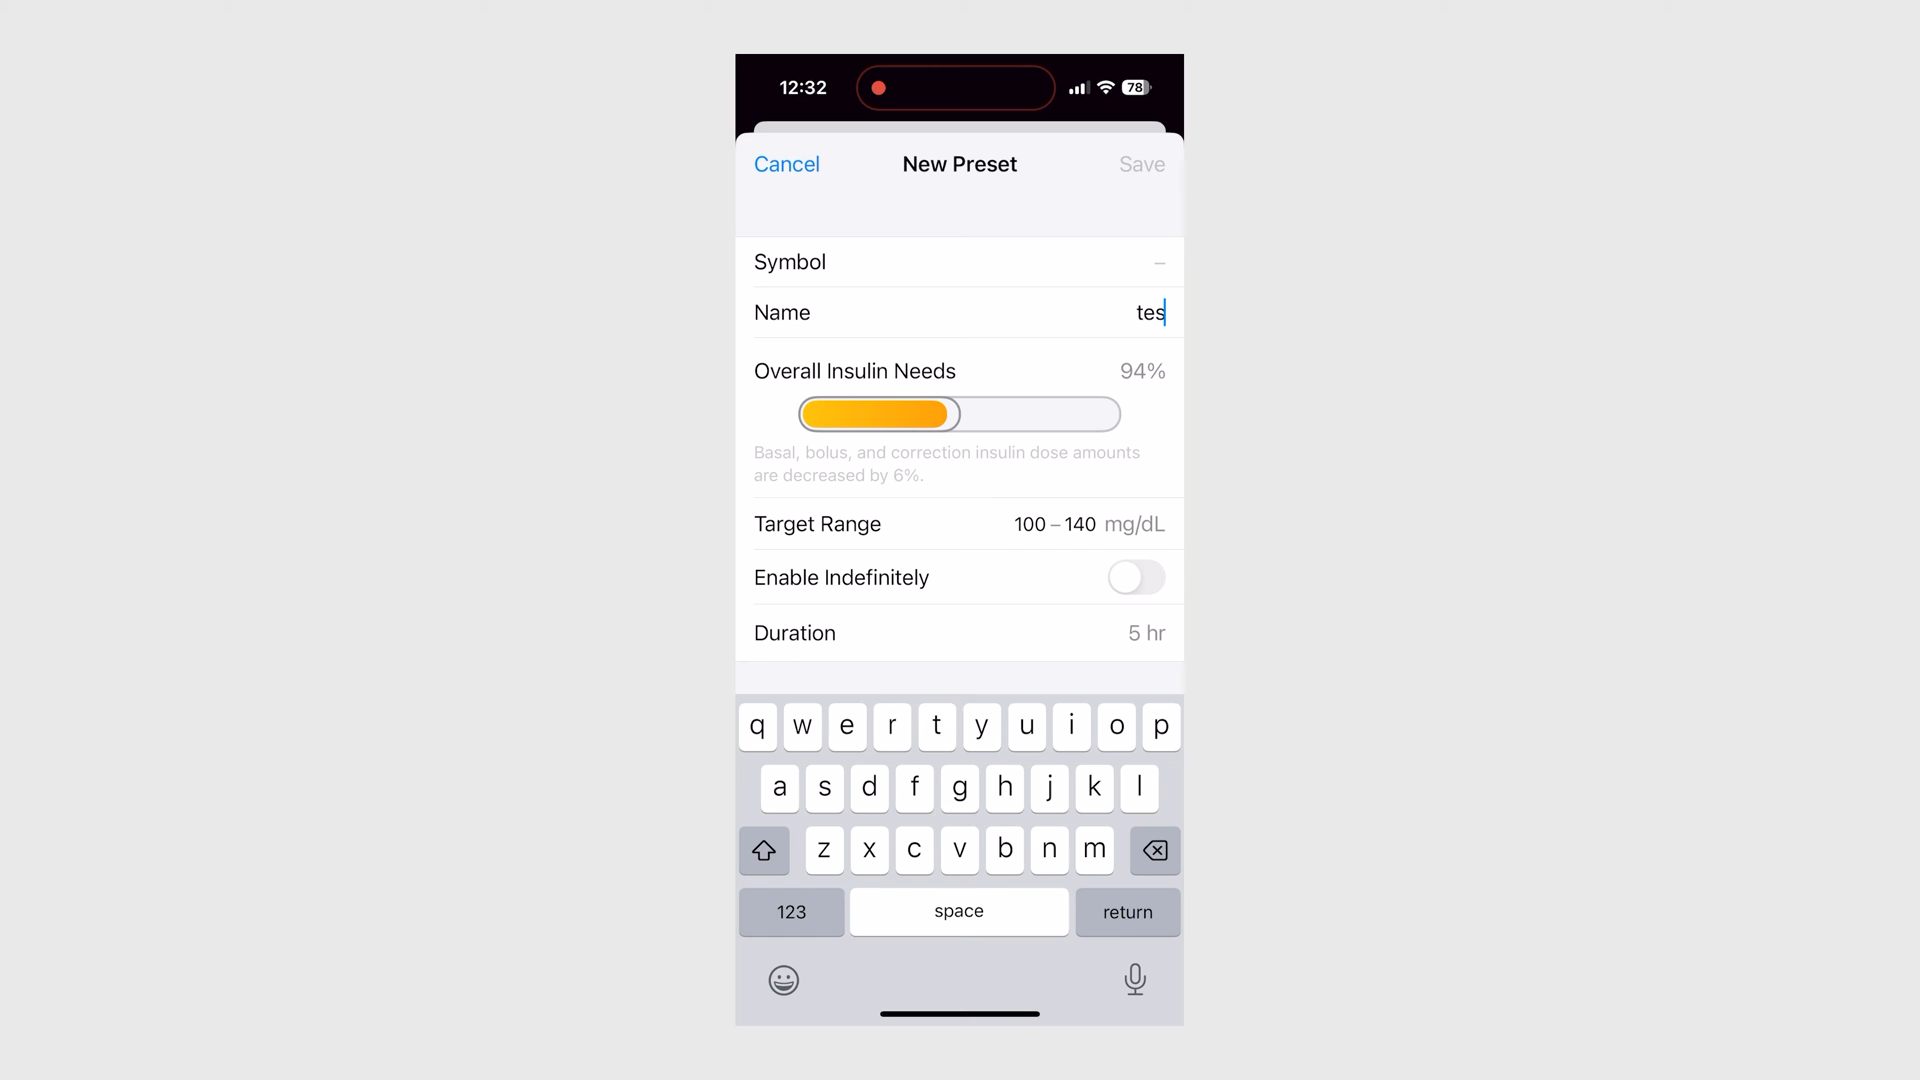 12:32
78
Cancel New Preset Save
Symbol –
Name tes
Overall Insulin Needs 94%
Basal, bolus, and correction insulin dose amounts
are decreased by 6%.
Target Range 100 – 140 mg/dL
Enable Indefinitely
Duration 5 hr
q w e r t y u i o p
a s d f g h j k l
z x c v b n m
123 space return